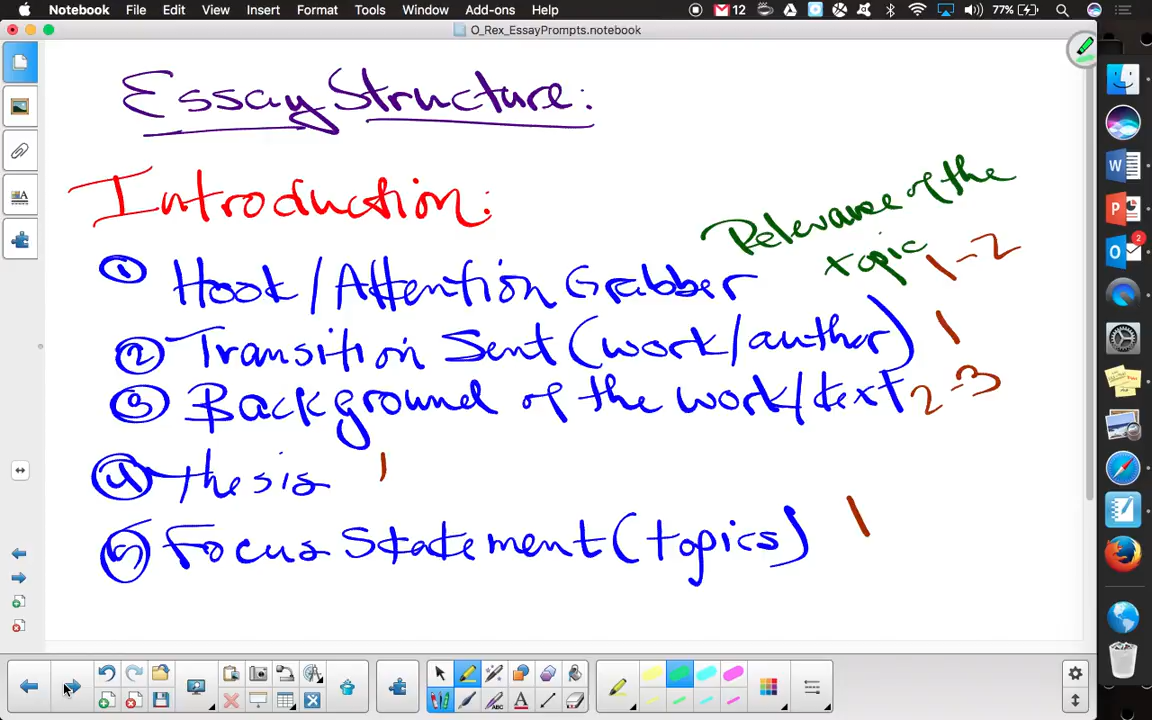 Notebook File Edit View Insert Format Tools Window Add-ons Help 12 77%
O_Rex_EssayPrompts.notebook
Essay Structure:
Introduction:
Relevance of the
topic
① Hook/Attention Grabber 1-2
② Transition Sent (work/author) 1
③ Background of the work/text 2-3
④ thesis 1
⑤ Focus Statement (topics) 1